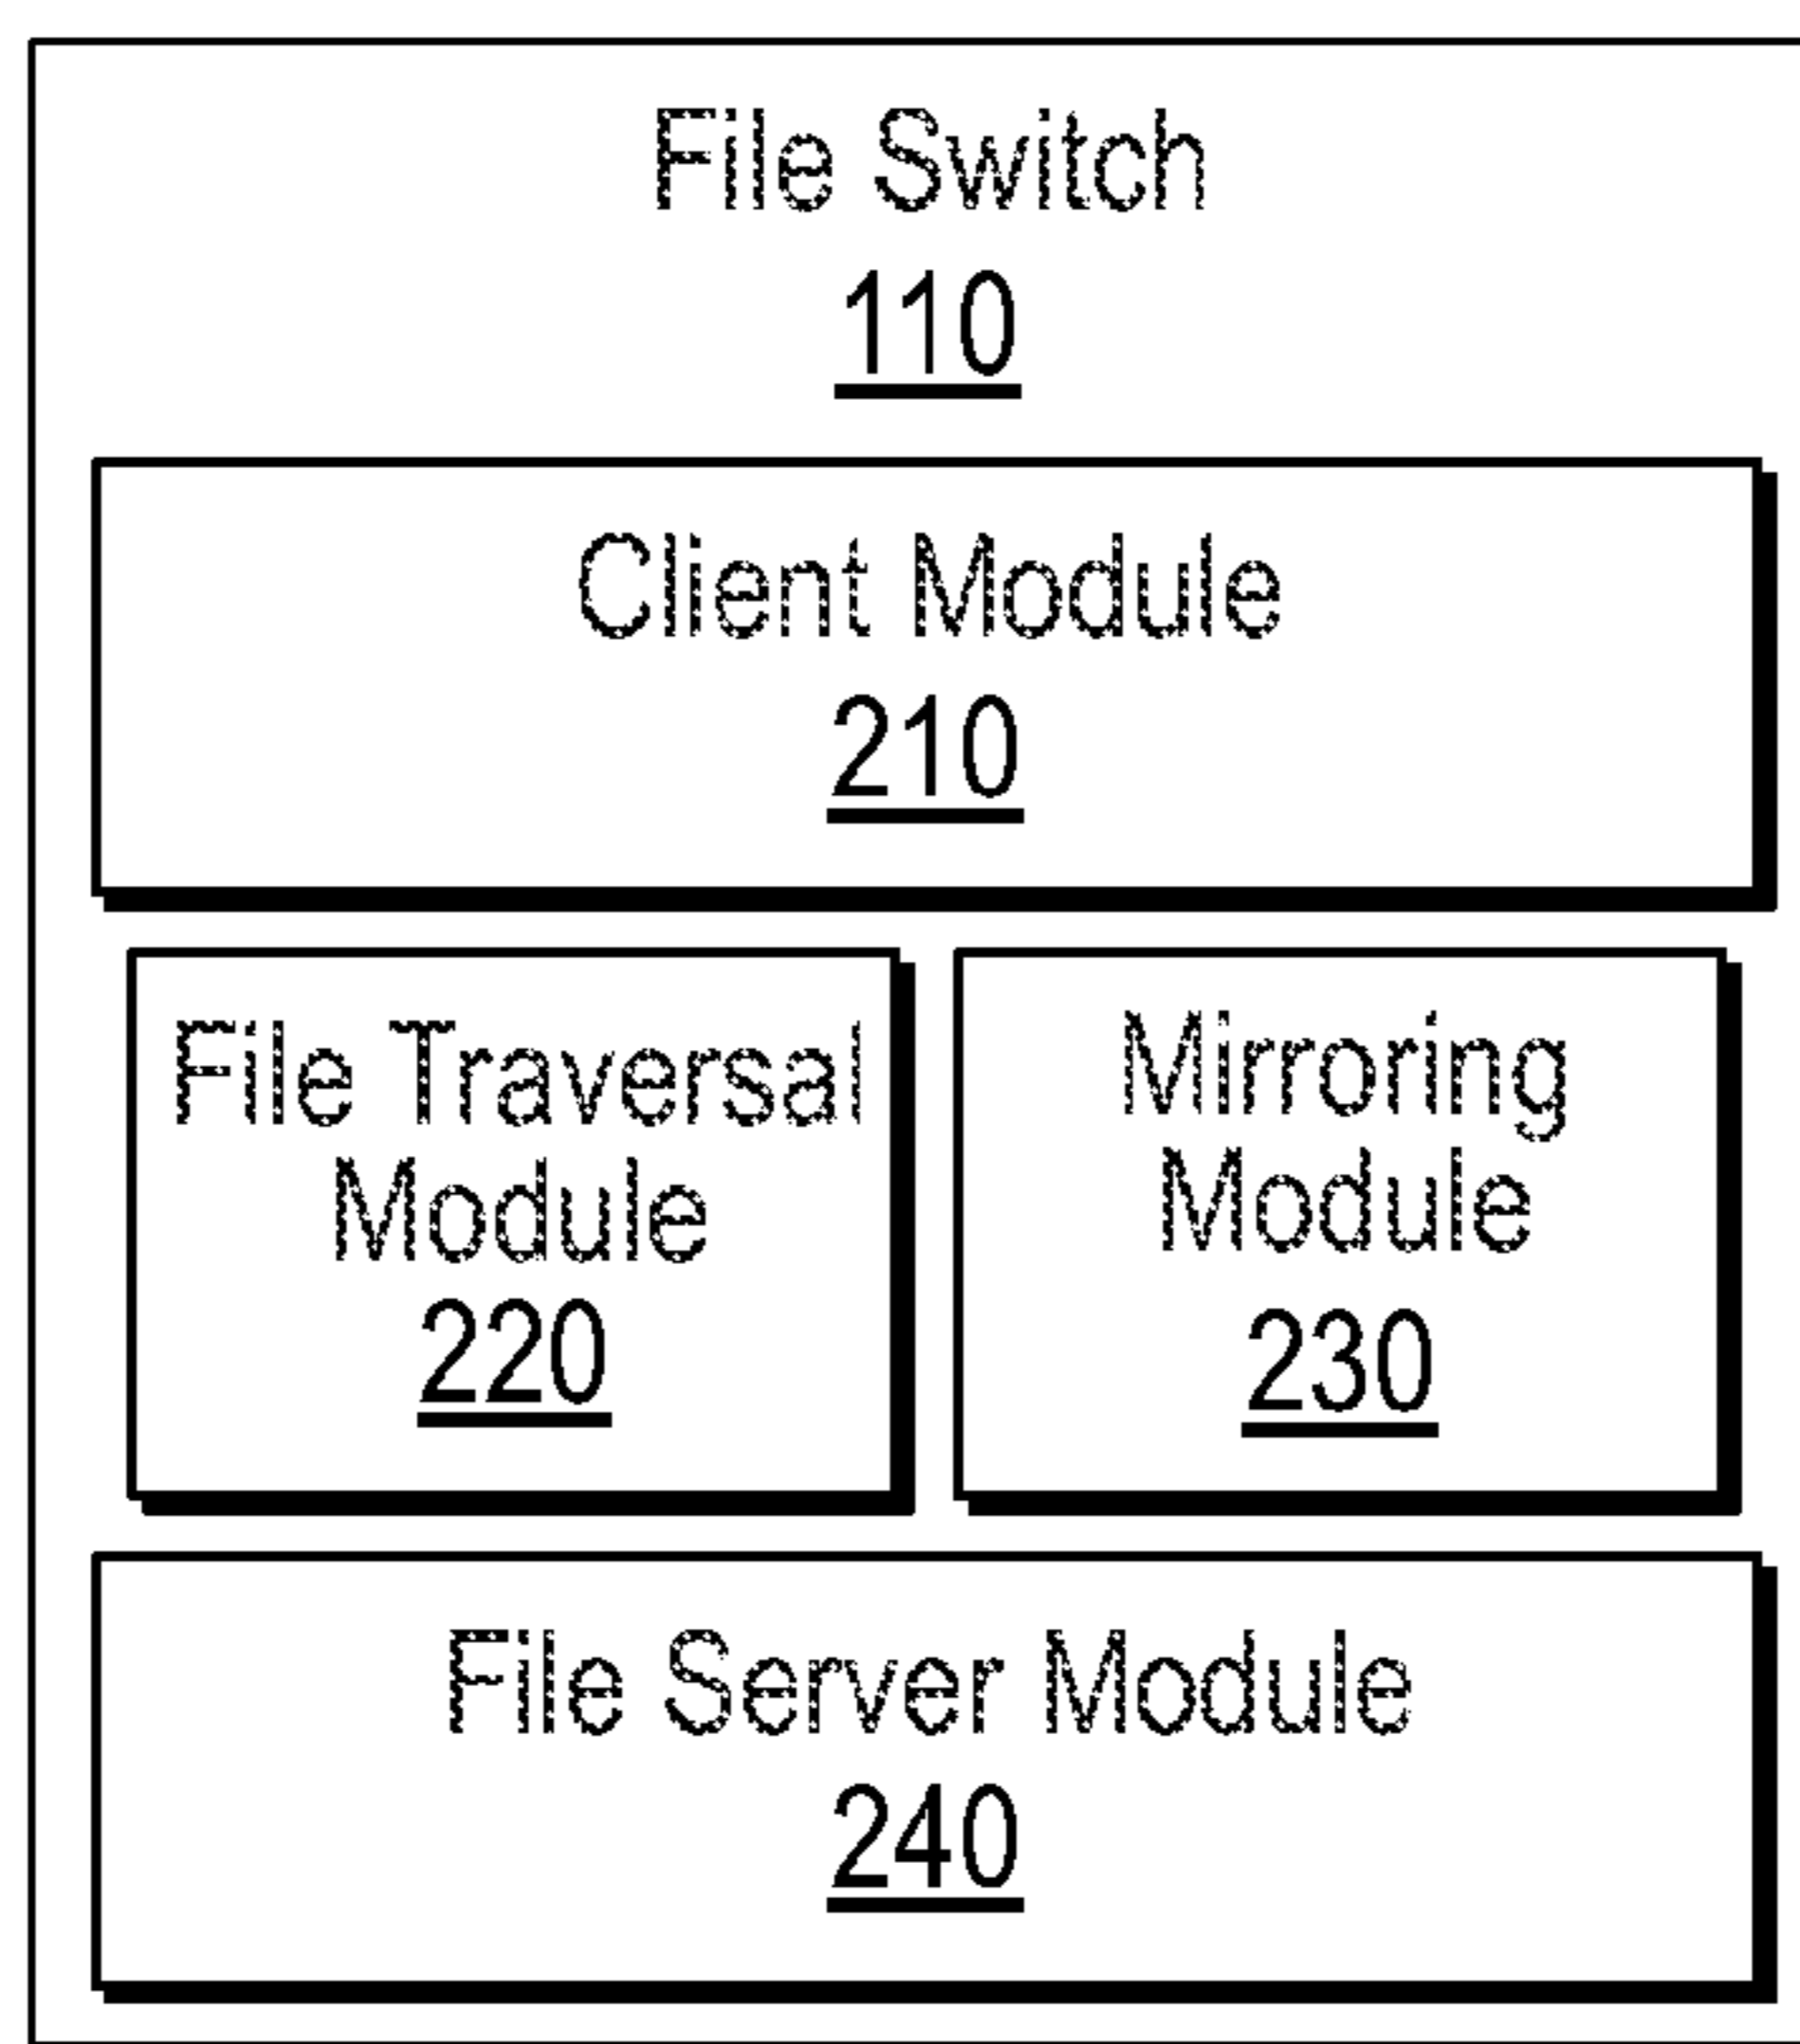 File Switch
110
Client Module
210
File Traversal
Module
220
Mirroring
Module
230
File Server Module
240